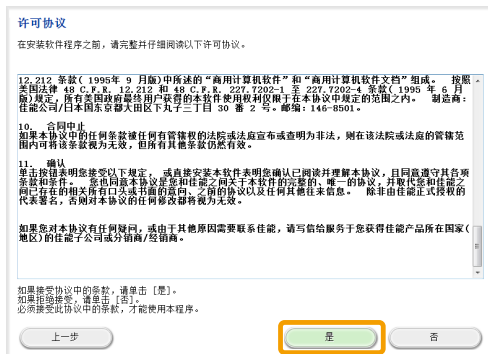 许可协议
在安装软件程序之前，请完整并仔细阅读以下许可协议。
12.212 条款( 1995年 9 月版)中所述的“商用计算机软件”和“商用计算机软件文档”组成。 按照
美国法律 48 C.F.R. 12.212 和 48 C.F.R. 227.7202-1 至 227.7202-4 条款( 1995 年 6 月
版)规定，所有美国政府最终用户获得的本软件使用权利仅限于在本协议中规定的范围之内。 制造商：
佳能公司/日本国东京都大田区下丸子三丁目 30 番 2 号。邮编：146-8501。
10. 合同中止
如果本协议中的任何条款被任何有管辖权的法院或法庭宣布或查明为非法，则在该法院或法庭的管辖范
围内可将该条款视为无效，但所有其他条款仍然有效。
11. 确认
单击按钮表明您接受以下规定， 或直接安装本软件表明您确认已阅读并理解本协议，且同意遵守其各项
条款和条件。 您也同意本协议是您和佳能之间关于本软件的完整的、唯一的协议，并取代您和佳能之
间已存在的相关所有口头或书面的意向、之前的协议以及任何其他往来信息。 除非由佳能正式授权的
代表署名，否则对本协议的任何修改都将视为无效。
如果您对本协议有任何疑问，或由于其他原因需要联系佳能，请写信给服务于您获得佳能产品所在国家(
地区)的佳能子公司或分销商/经销商。
如果接受协议中的条款，请单击 [是]。
如果拒绝接受，请单击 [否]。
必须接受此协议中的条款，才能使用本程序。
上一步
是
否